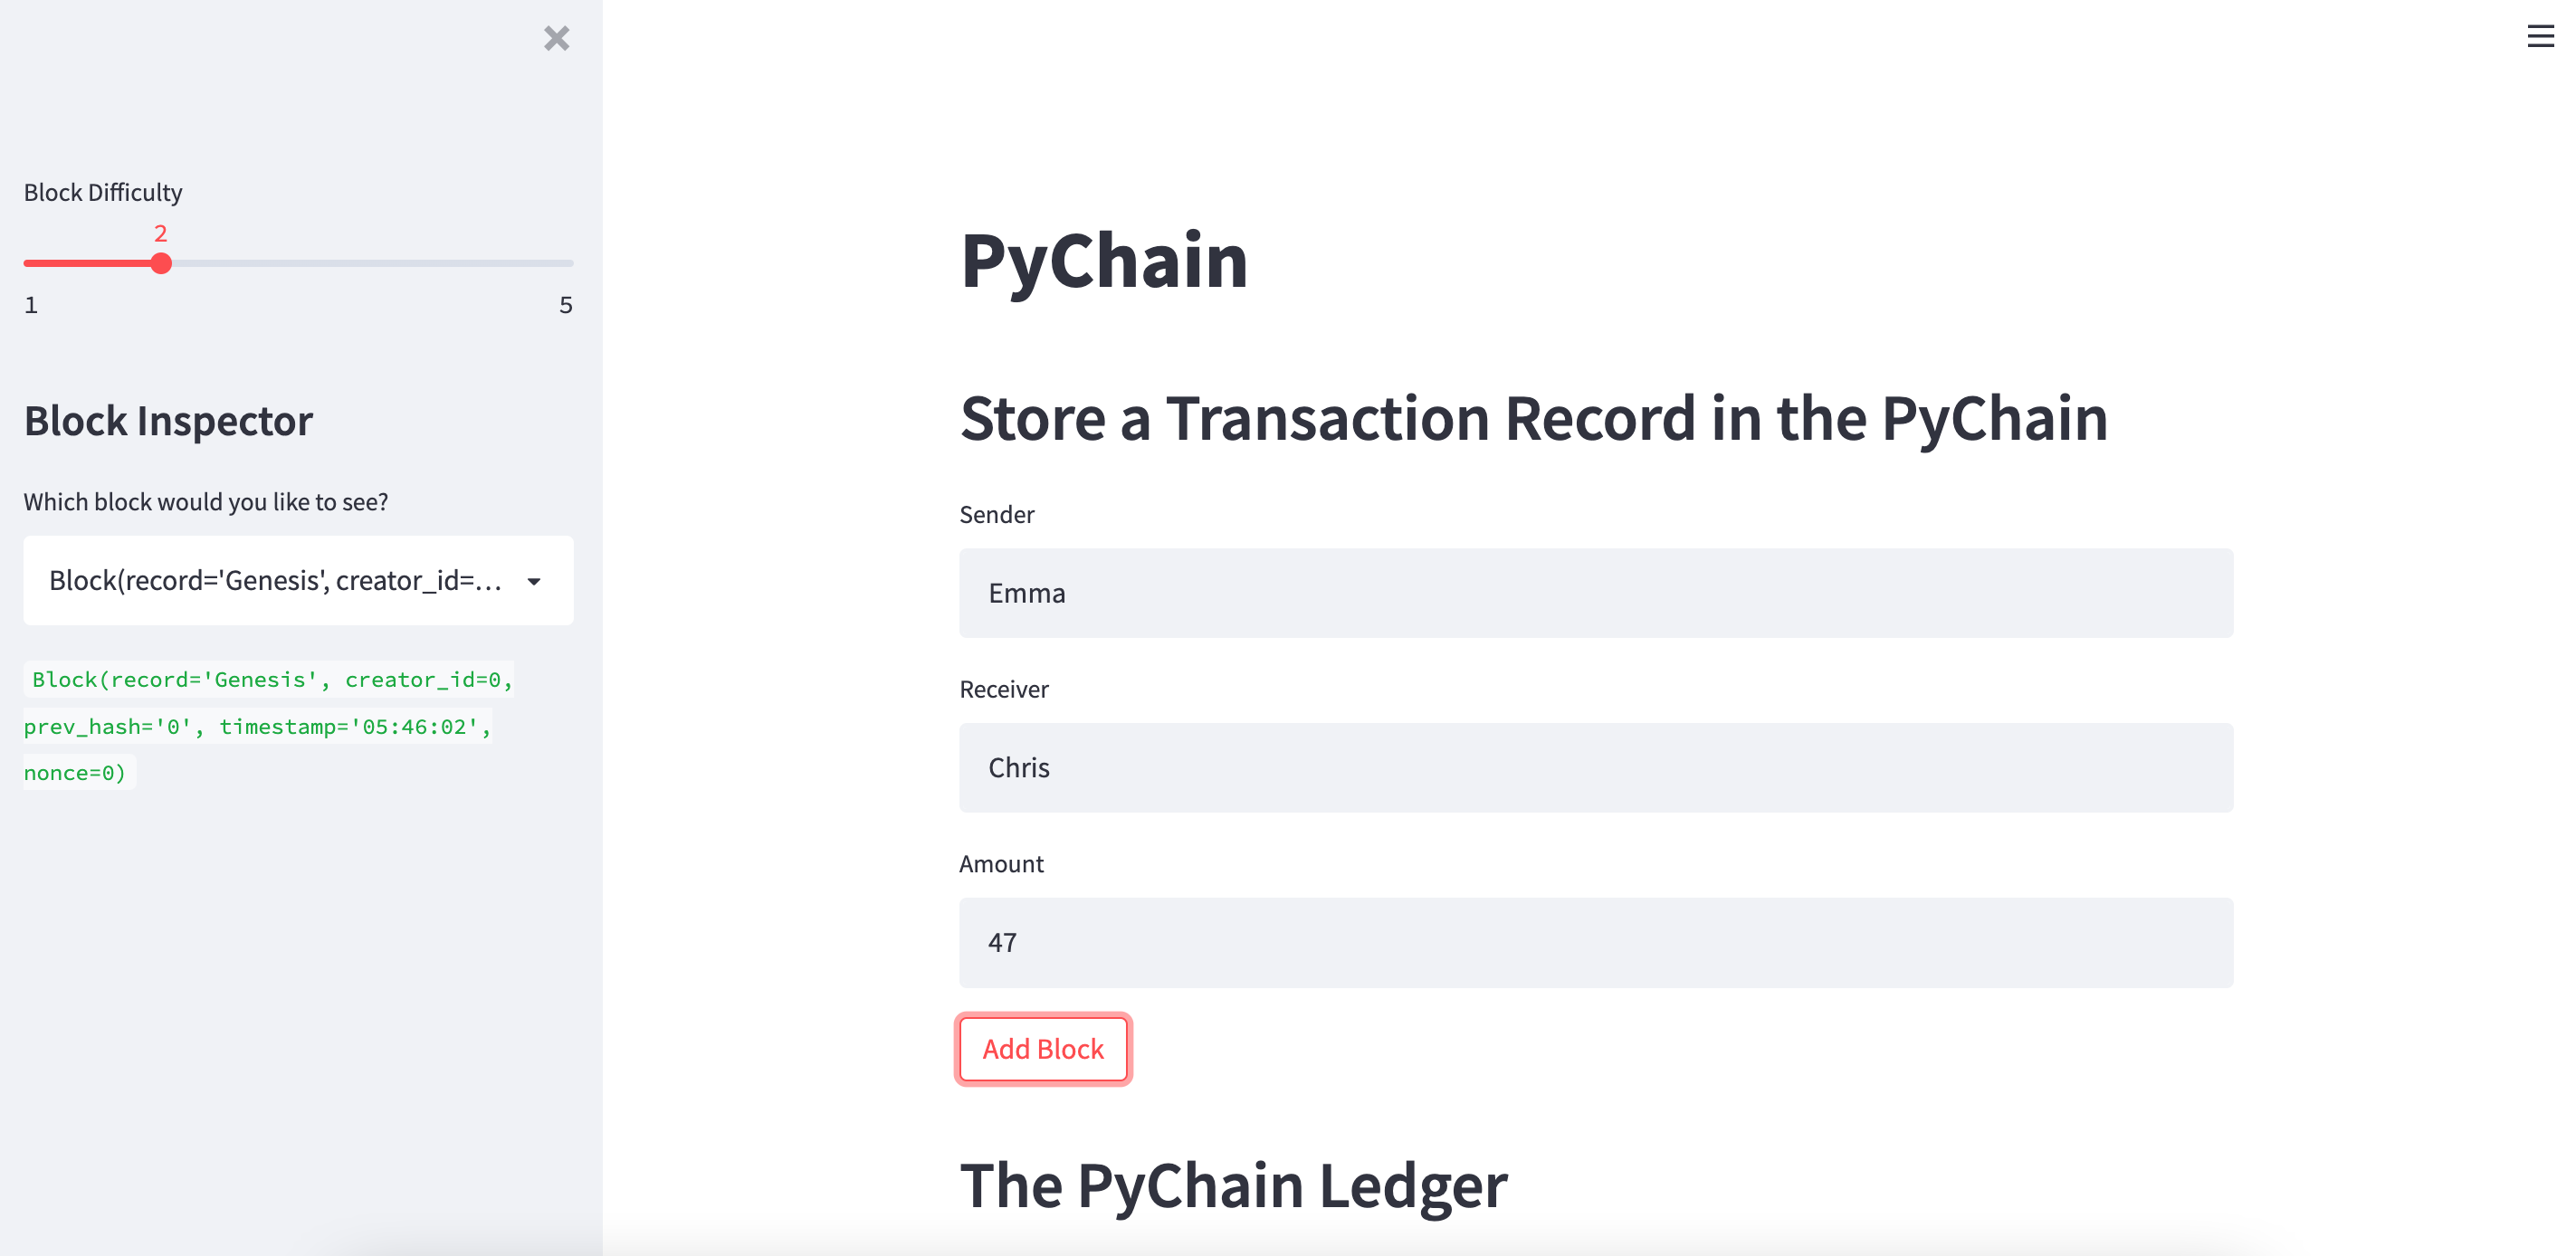 Block Difficulty
2
1
5
Block Inspector
Which block would you like to see?
Block(record='Genesis', creator_id=...
Block(record='Genesis', creator_id=0,
prev_hash='0', timestamp='05:46:02',
nonce=0)
PyChain
Store a Transaction Record in the PyChain
Sender
Emma
Receiver
Chris
Amount
47
Add Block
The PyChain Ledger